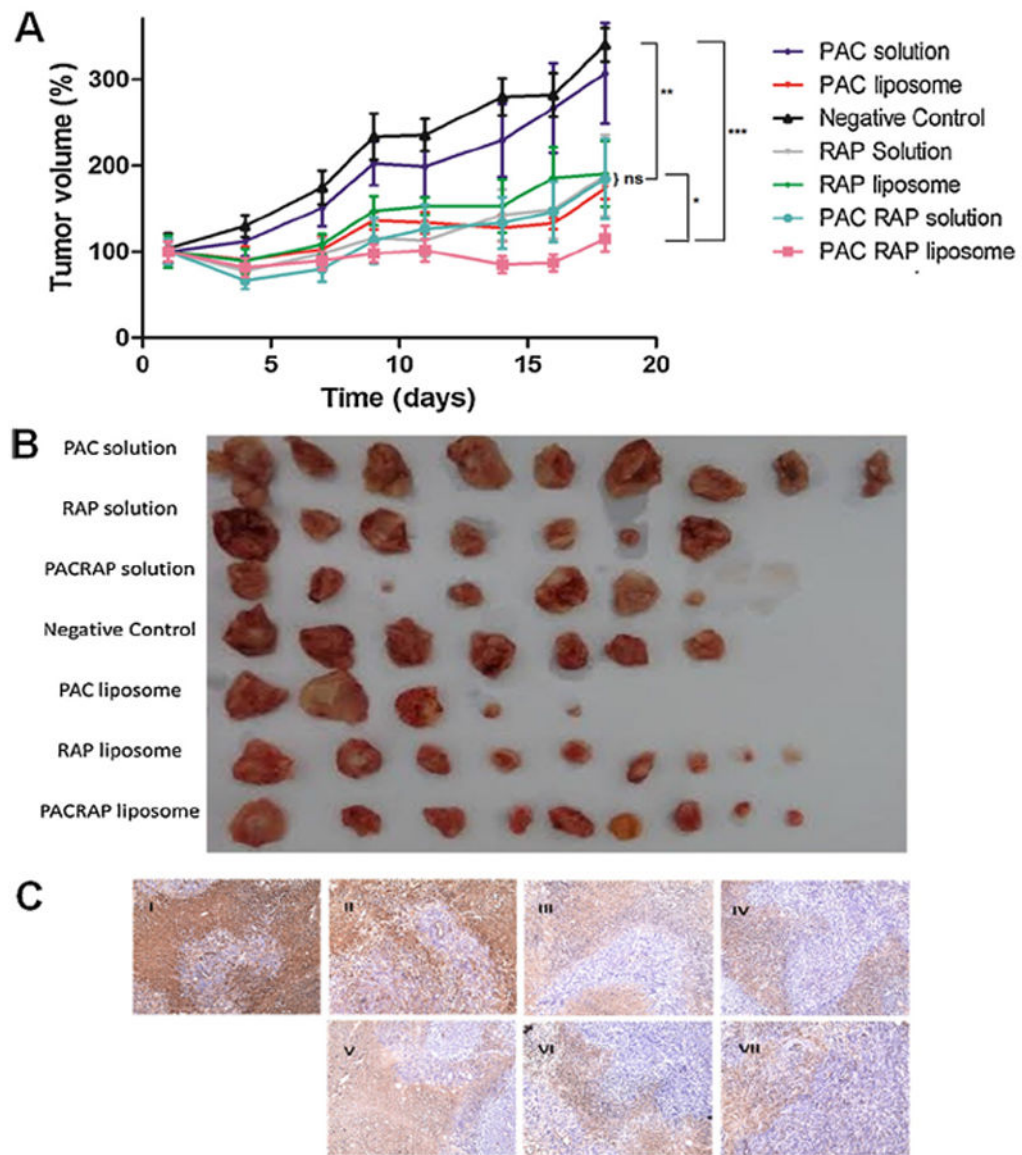 A
Tumor volume (%)
300
200
100
0
0 5 10 15 20
Time (days)
**
***
} ns
*
PAC solution
PAC liposome
Negative Control
RAP Solution
RAP liposome
PAC RAP solution
PAC RAP liposome
B
PAC solution
RAP solution
PACRAP solution
Negative Control
PAC liposome
RAP liposome
PACRAP liposome
C
I II III IV
V VI VII